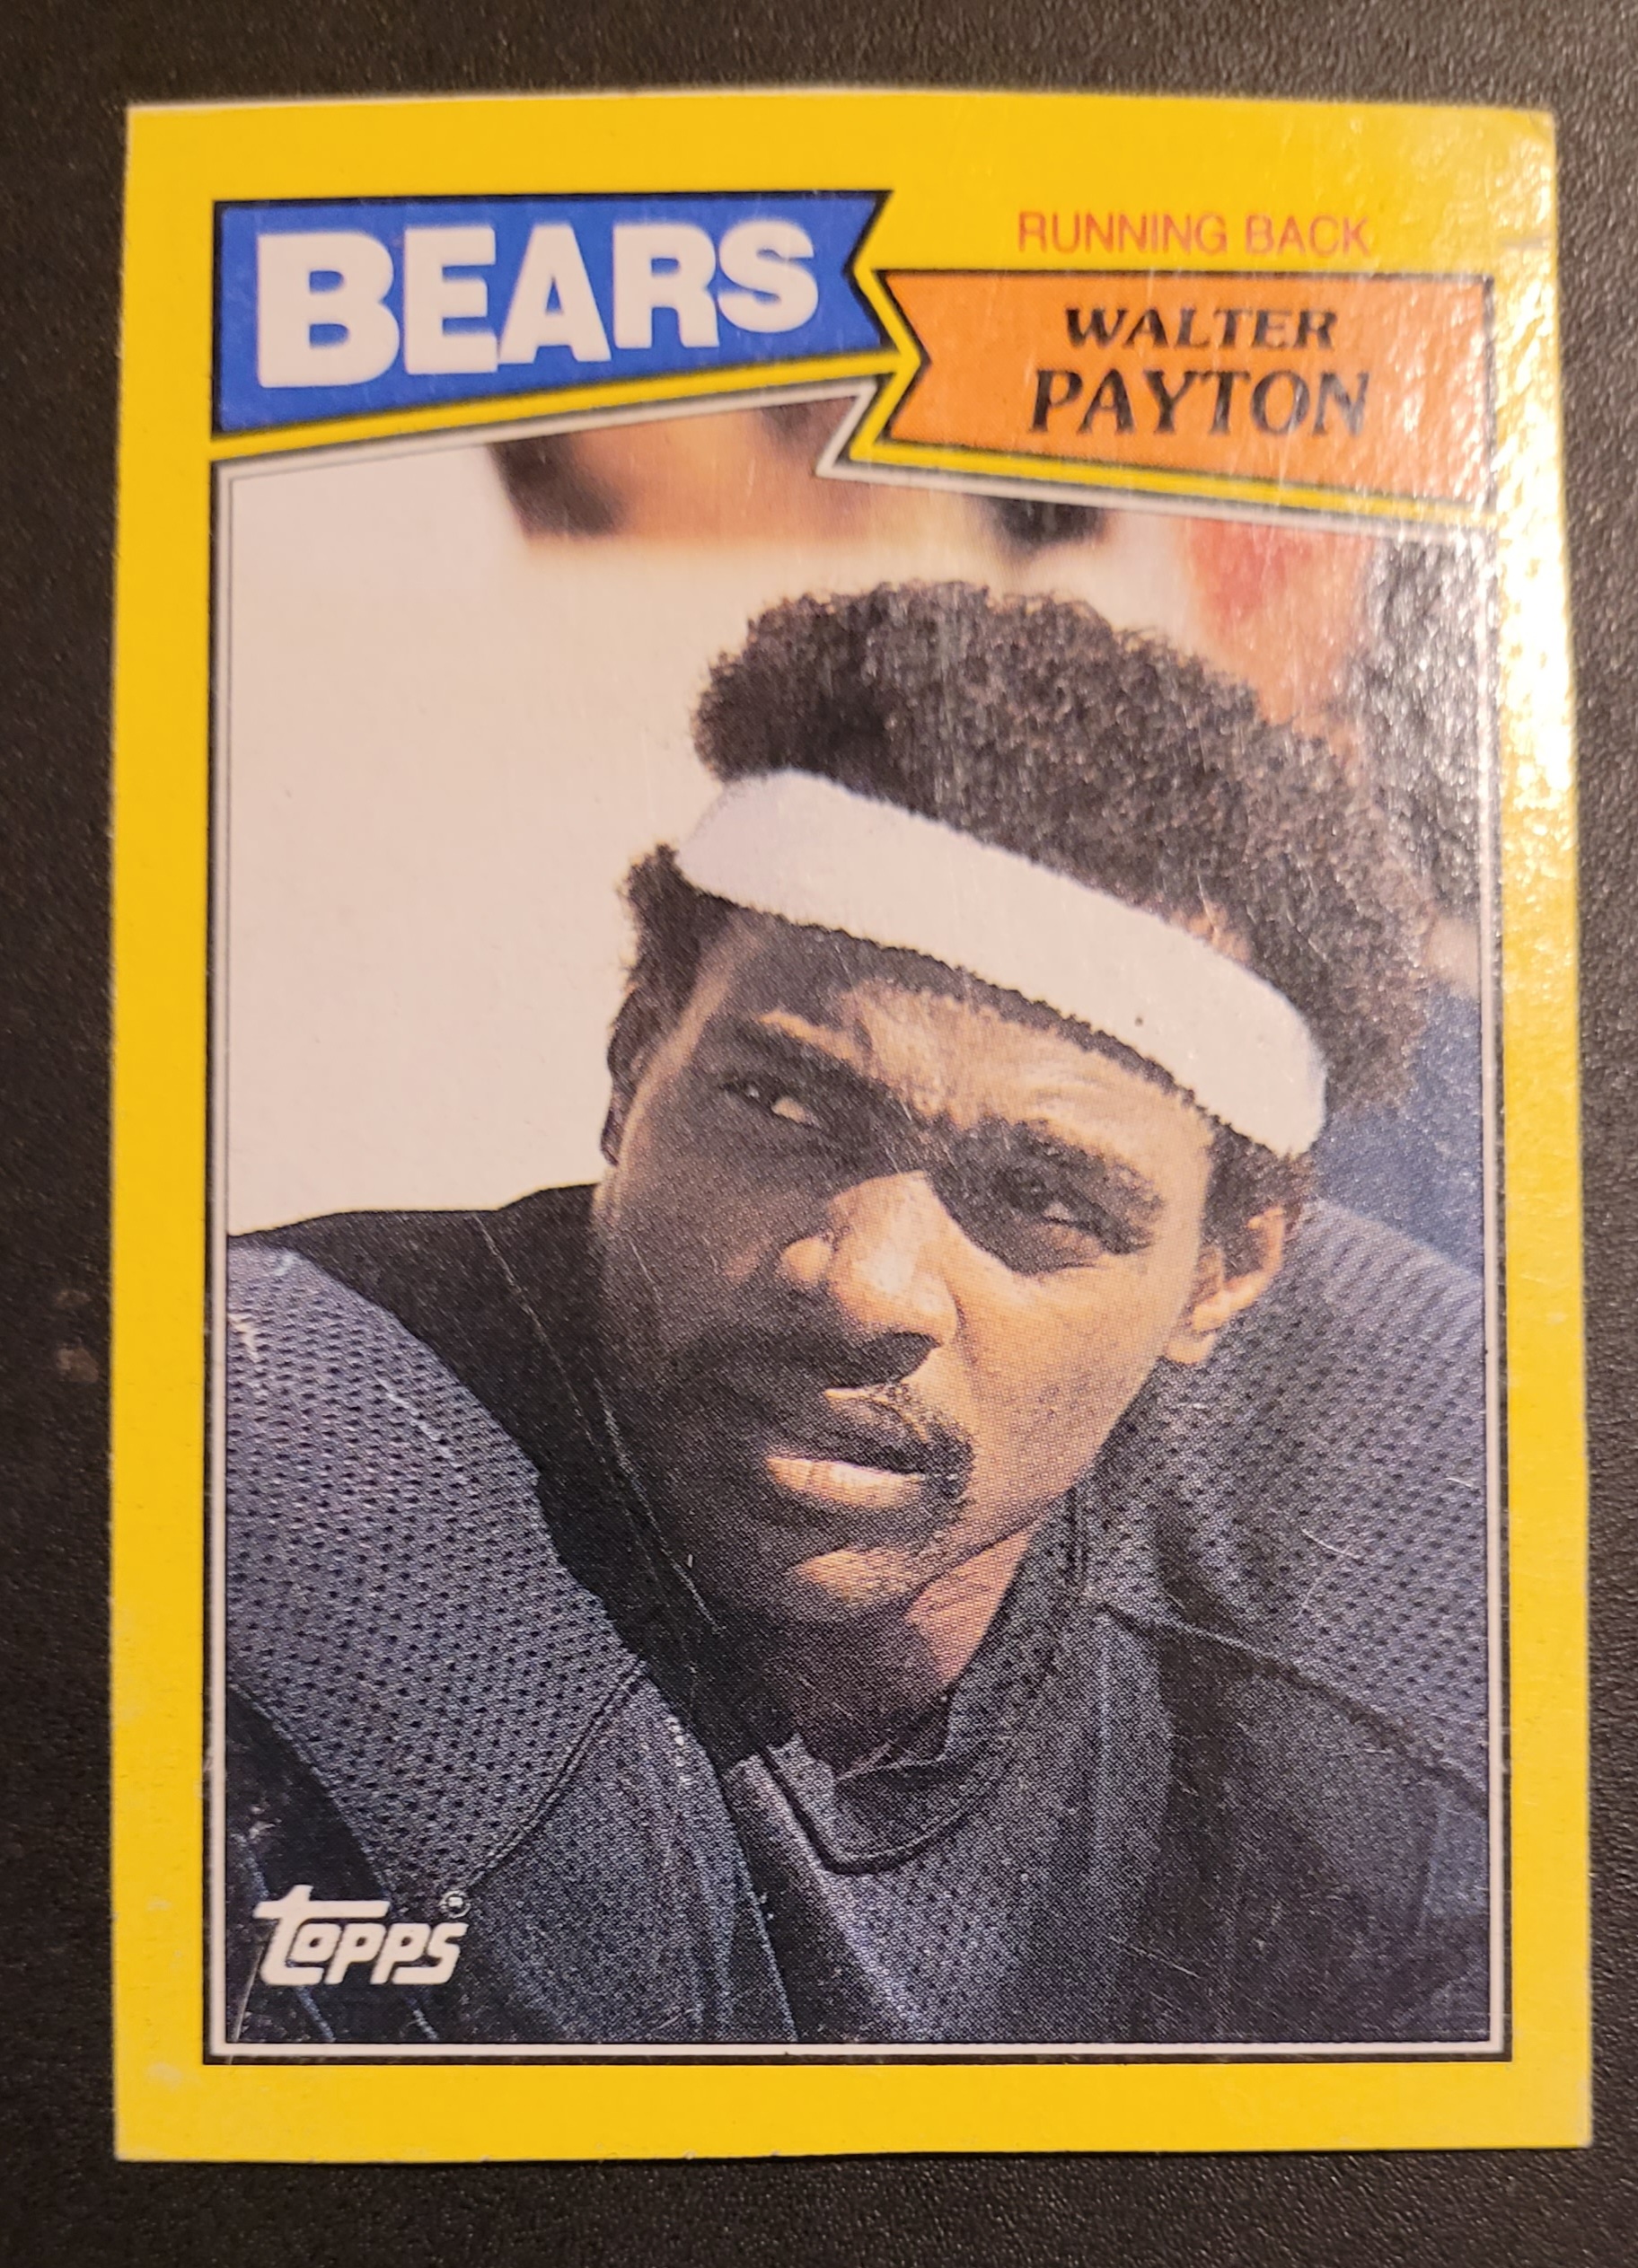 BEARS
RUNNING BACK
WALTER
PAYTON
topps®